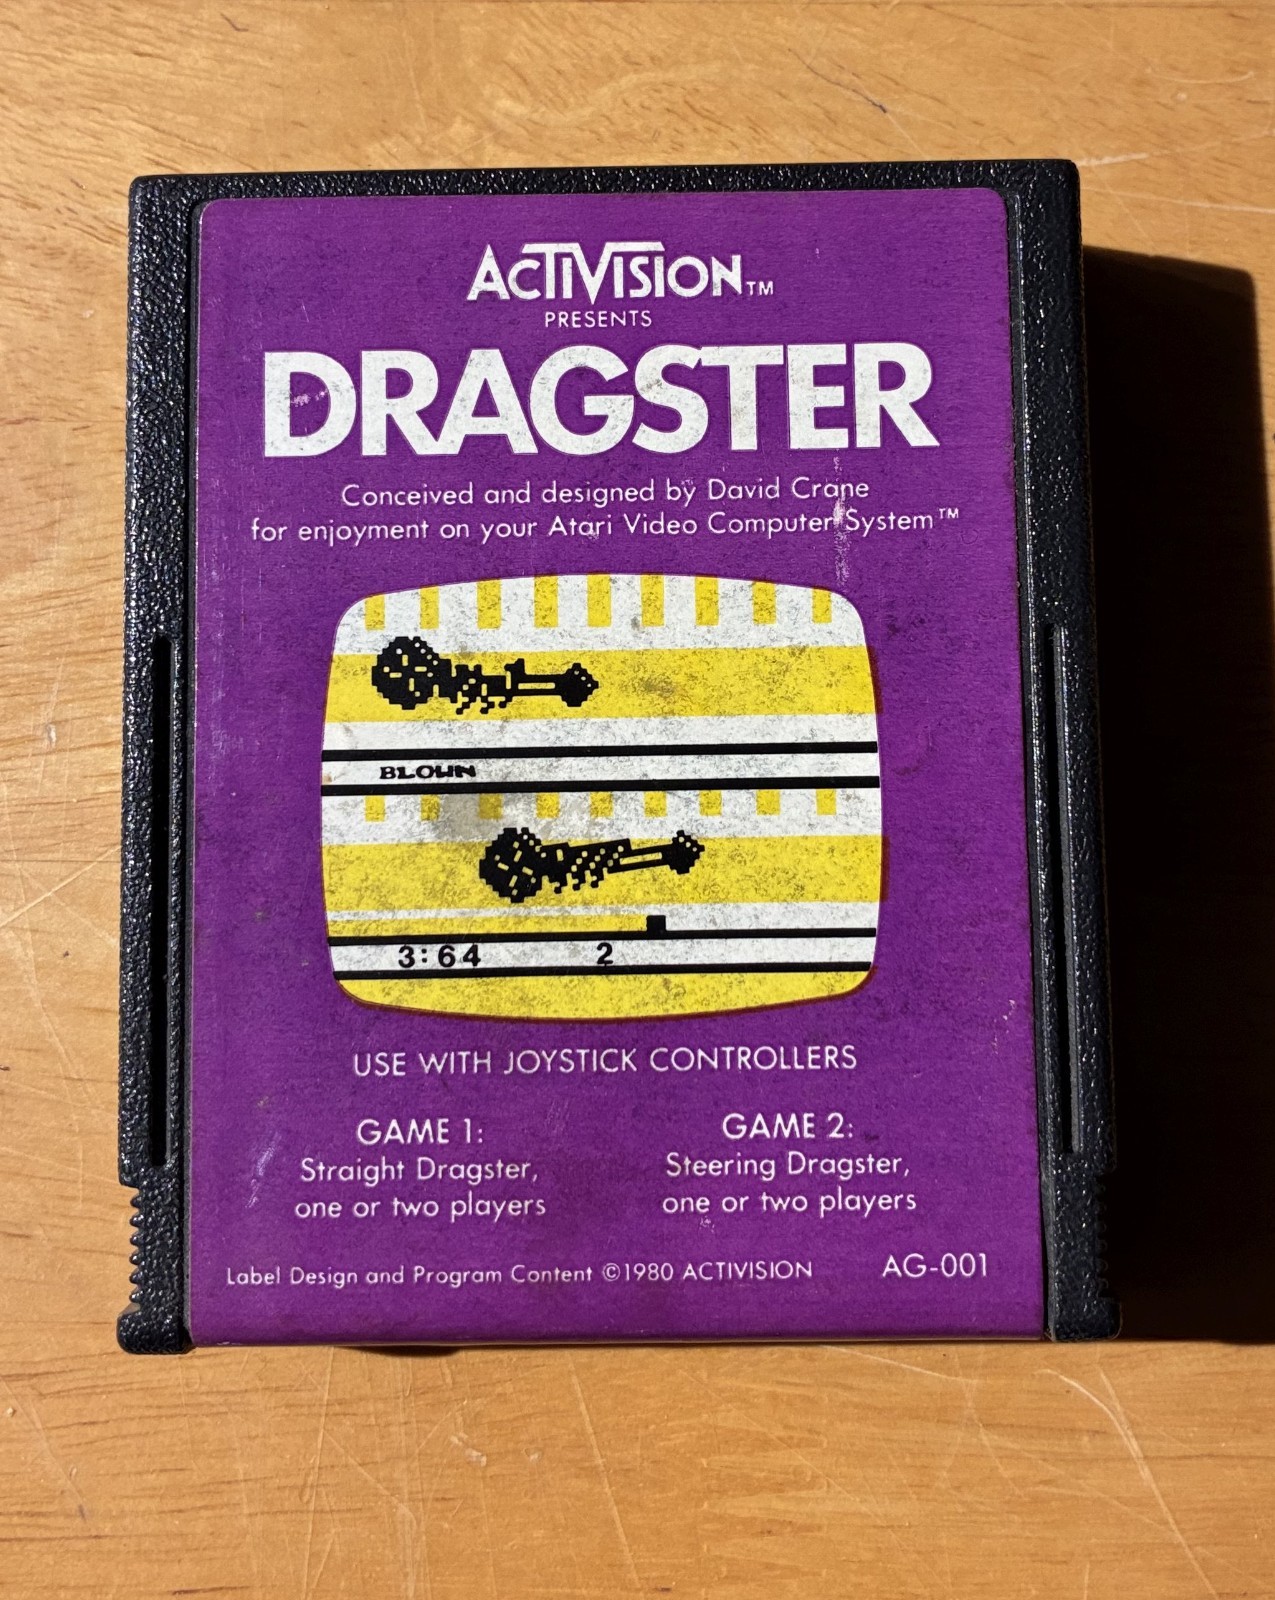 ACTIVISION™
PRESENTS
DRAGSTER
Conceived and designed by David Crane
for enjoyment on your Atari Video Computer System™
BLOWN
3:64 2
USE WITH JOYSTICK CONTROLLERS
GAME 1:
Straight Dragster,
one or two players
GAME 2:
Steering Dragster,
one or two players
Label Design and Program Content ©1980 ACTIVISION AG-001